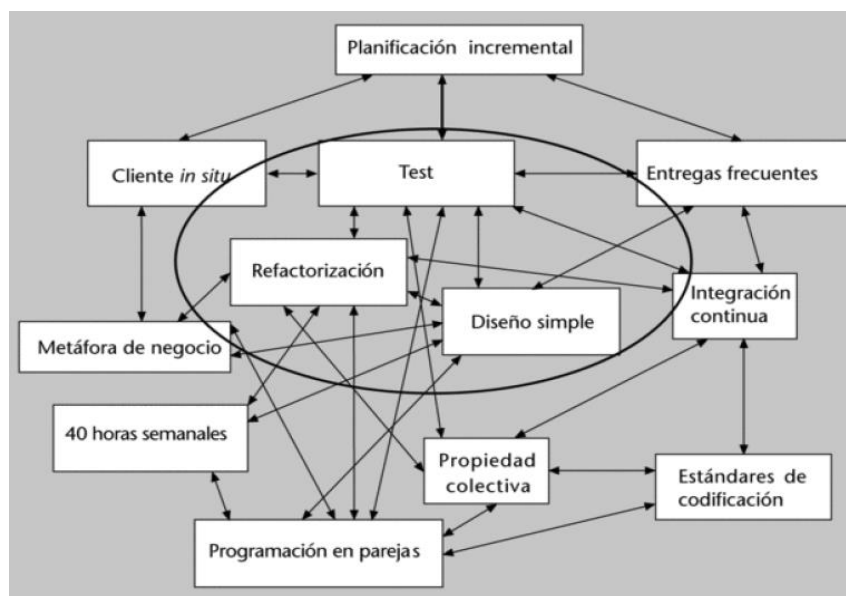 Planificación incremental
Cliente in situ
Test
Entregas frecuentes
Refactorización
Integración
continua
Diseño simple
Metáfora de negocio
40 horas semanales
Propiedad
colectiva
Estándares de
codificación
Programación en parejas